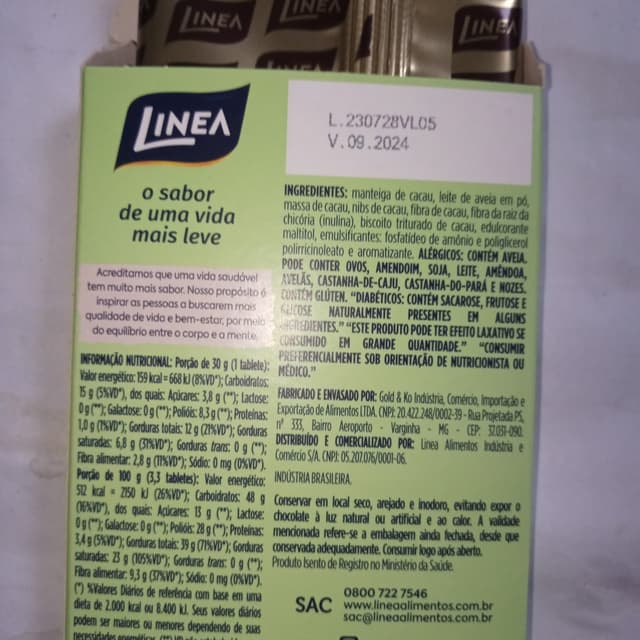 LINEA
LINEA
LINEA
LINEA
LINEA
L.230728VL05
V.09.2024
o sabor
de uma vida
mais leve
Acreditamos que uma vida saudável
tem muito mais sabor. Nosso propósito é
inspirar as pessoas a buscarem mais
qualidade de vida e bem-estar, por meio
do equilíbrio entre o corpo e a mente.
INFORMAÇÃO NUTRICIONAL: Porção de 30 g (1 tablete):
Valor energético: 159 kcal = 668 kJ (8%VD*); Carboidratos:
15 g (5%VD*), dos quais: Açúcares: 3,8 g (**); Lactose:
0 g (**); Galactose: 0 g (**); Polióis: 8,3 g (**); Proteínas:
1,0 g (1%VD*); Gorduras totais: 12 g (21%VD*); Gorduras
saturadas: 6,8 g (31%VD*); Gorduras trans: 0 g (**);
Fibra alimentar: 2,8 g (11%VD*); Sódio: 0 mg (0%VD*).
Porção de 100 g (3,3 tabletes): Valor energético:
512 kcal = 2150 kJ (26%VD*); Carboidratos: 48 g
(16%VD*), dos quais: Açúcares: 13 g (**); Lactose:
0 g (**); Galactose: 0 g (**); Polióis: 28 g (**); Proteínas:
3,4 g (5%VD*); Gorduras totais: 39 g (71%VD*); Gorduras
saturadas: 23 g (105%VD*); Gorduras trans: 0 g (**);
Fibra alimentar: 9,3 g (37%VD*); Sódio: 0 mg (0%VD*).
(*) %Valores Diários de referência com base em uma
dieta de 2.000 kcal ou 8.400 kJ. Seus valores diários
podem ser maiores ou menores dependendo de suas
necessidades energéticas. (**) VD
INGREDIENTES: manteiga de cacau, leite de aveia em pó,
massa de cacau, nibs de cacau, fibra de cacau, fibra da raiz da
chicória (inulina), biscoito triturado de cacau, edulcorante
maltitol, emulsificantes: fosfatídeo de amônio e poliglicerol
polirricinoleato e aromatizante. ALÉRGICOS: CONTÉM AVEIA.
PODE CONTER OVOS, AMENDOIM, SOJA, LEITE, AMÊNDOA,
AVELÃS, CASTANHA-DE-CAJU, CASTANHA-DO-PARÁ E NOZES.
CONTÉM GLÚTEN. "DIABÉTICOS: CONTÉM SACAROSE, FRUTOSE E
GLICOSE NATURALMENTE PRESENTES EM ALGUNS
INGREDIENTES." "ESTE PRODUTO PODE TER EFEITO LAXATIVO SE
CONSUMIDO EM GRANDE QUANTIDADE." "CONSUMIR
PREFERENCIALMENTE SOB ORIENTAÇÃO DE NUTRICIONISTA OU
MÉDICO."
FABRICADO E ENVASADO POR: Gold & Ko Indústria, Comércio, Importação e
Exportação de Alimentos LTDA. CNPJ: 20.422.248/0002-39 - Rua Projetada P5,
nº 333, Bairro Aeroporto - Varginha - MG - CEP: 37.031-090.
DISTRIBUÍDO E COMERCIALIZADO POR: Linea Alimentos Indústria e
Comércio S/A. CNPJ: 05.207.076/0001-06.
INDÚSTRIA BRASILEIRA.
Conservar em local seco, arejado e inodoro, evitando expor o
chocolate à luz natural ou artificial e ao calor. A validade
mencionada refere-se a embalagem ainda fechada, desde que
conservada adequadamente. Consumir logo após aberto.
Produto Isento de Registro no Ministério da Saúde.
SAC
0800 722 7546
www.lineaalimentos.com.br
sac@lineaalimentos.com.br